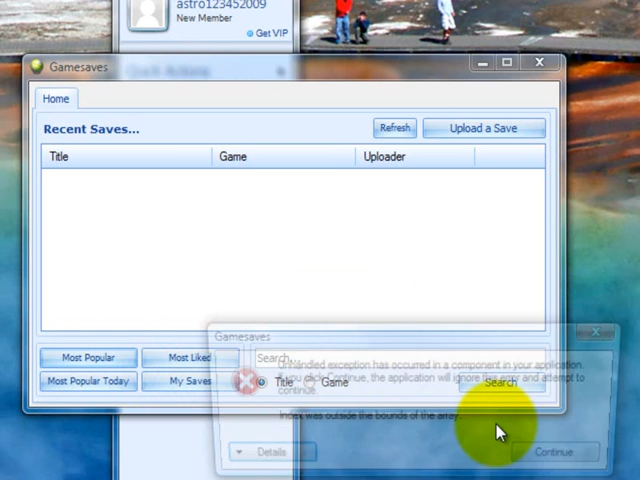 astro123452009
New Member
Get VIP
Gamesaves
Home
Recent Saves...
Refresh
Upload a Save
Title
Game
Uploader
Gamesaves
Most Popular
Most Liked
Search...
Unhandled exception has occurred in a component in your application.
If you click Continue, the application will ignore this error and attempt to
continue.
Most Popular Today
My Saves
Title
Game
Search
Index was outside the bounds of the array.
Details
Continue